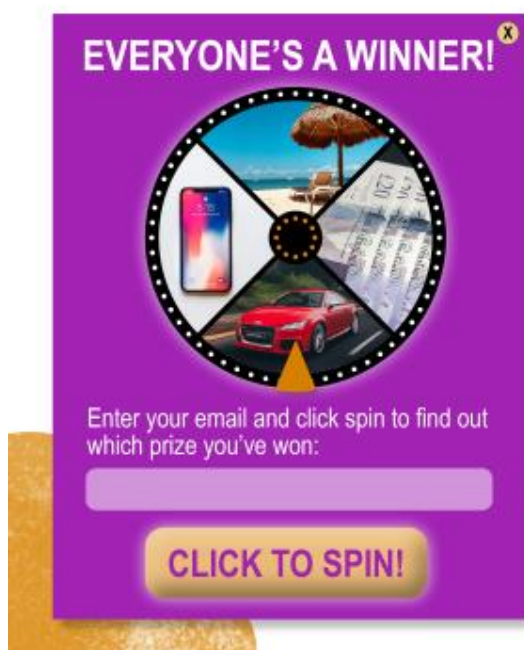 X
EVERYONE'S A WINNER!
Enter your email and click spin to find out
which prize you've won:
CLICK TO SPIN!